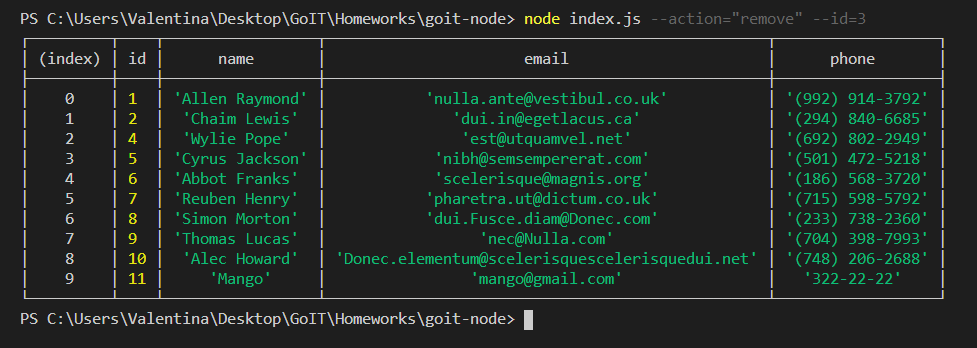 PS C:\Users\Valentina\Desktop\GoIT\Homeworks\goit-node> node index.js --action="remove" --id=3
(index) id name email phone
0 1 'Allen Raymond' 'nulla.ante@vestibul.co.uk' '(992) 914-3792'
1 2 'Chaim Lewis' 'dui.in@egetlacus.ca' '(294) 840-6685'
2 4 'Wylie Pope' 'est@utquamvel.net' '(692) 802-2949'
3 5 'Cyrus Jackson' 'nibh@semsempererat.com' '(501) 472-5218'
4 6 'Abbot Franks' 'scelerisque@magnis.org' '(186) 568-3720'
5 7 'Reuben Henry' 'pharetra.ut@dictum.co.uk' '(715) 598-5792'
6 8 'Simon Morton' 'dui.Fusce.diam@Donec.com' '(233) 738-2360'
7 9 'Thomas Lucas' 'nec@Nulla.com' '(704) 398-7993'
8 10 'Alec Howard' 'Donec.elementum@scelerisquescelerisquedui.net' '(748) 206-2688'
9 11 'Mango' 'mango@gmail.com' '322-22-22'
PS C:\Users\Valentina\Desktop\GoIT\Homeworks\goit-node>